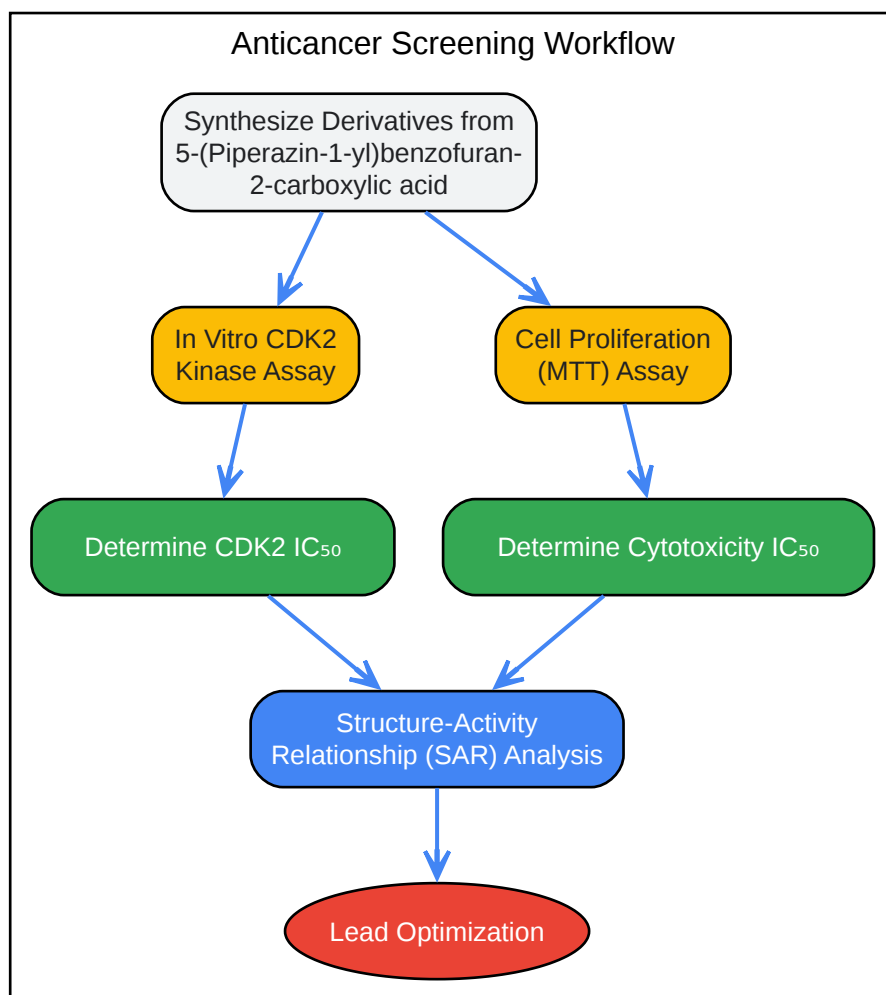 Anticancer Screening Workflow
Synthesize Derivatives from
5-(Piperazin-1-yl)benzofuran-
2-carboxylic acid
In Vitro CDK2
Kinase Assay
Cell Proliferation
(MTT) Assay
Determine CDK2 IC₅₀
Determine Cytotoxicity IC₅₀
Structure-Activity
Relationship (SAR) Analysis
Lead Optimization